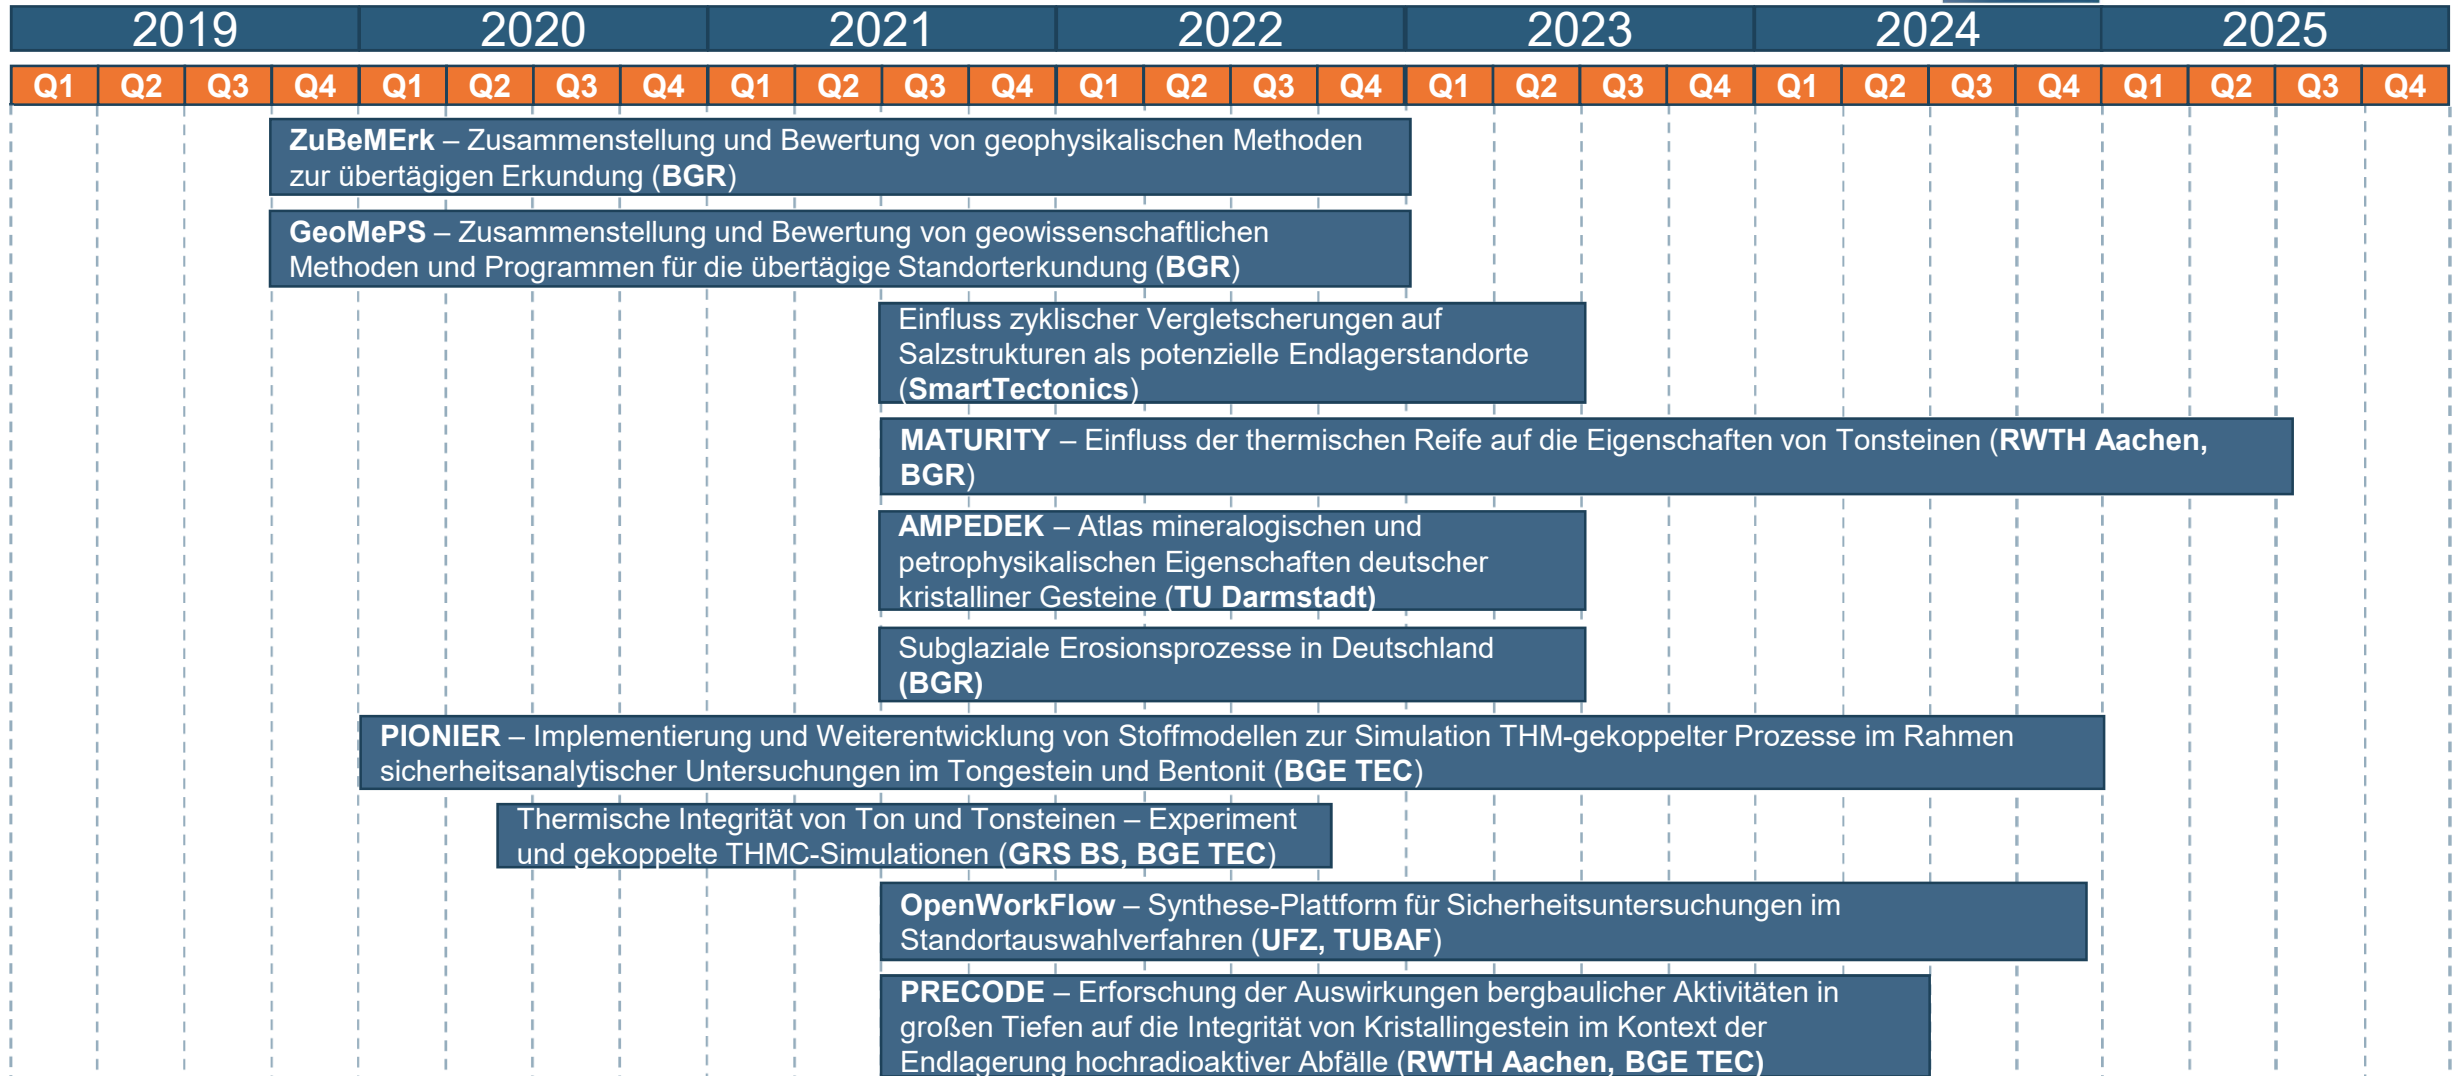 2019 2020 2021 2022 2023 2024 2025
Q1 Q2 Q3 Q4 Q1 Q2 Q3 Q4 Q1 Q2 Q3 Q4 Q1 Q2 Q3 Q4 Q1 Q2 Q3 Q4 Q1 Q2 Q3 Q4 Q1 Q2 Q3 Q4
ZuBeMErk – Zusammenstellung und Bewertung von geophysikalischen Methoden
zur übertägigen Erkundung (BGR)
GeoMePS – Zusammenstellung und Bewertung von geowissenschaftlichen
Methoden und Programmen für die übertägige Standorterkundung (BGR)
Einfluss zyklischer Vergletscherungen auf
Salzstrukturen als potenzielle Endlagerstandorte
(SmartTectonics)
MATURITY – Einfluss der thermischen Reife auf die Eigenschaften von Tonsteinen (RWTH Aachen,
BGR)
AMPEDEK – Atlas mineralogischen und
petrophysikalischen Eigenschaften deutscher
kristalliner Gesteine (TU Darmstadt)
Subglaziale Erosionsprozesse in Deutschland
(BGR)
PIONIER – Implementierung und Weiterentwicklung von Stoffmodellen zur Simulation THM-gekoppelter Prozesse im Rahmen
sicherheitsanalytischer Untersuchungen im Tongestein und Bentonit (BGE TEC)
Thermische Integrität von Ton und Tonsteinen – Experiment
und gekoppelte THMC-Simulationen (GRS BS, BGE TEC)
OpenWorkFlow – Synthese-Plattform für Sicherheitsuntersuchungen im
Standortauswahlverfahren (UFZ, TUBAF)
PRECODE – Erforschung der Auswirkungen bergbaulicher Aktivitäten in
großen Tiefen auf die Integrität von Kristallingestein im Kontext der
Endlagerung hochradioaktiver Abfälle (RWTH Aachen, BGE TEC)